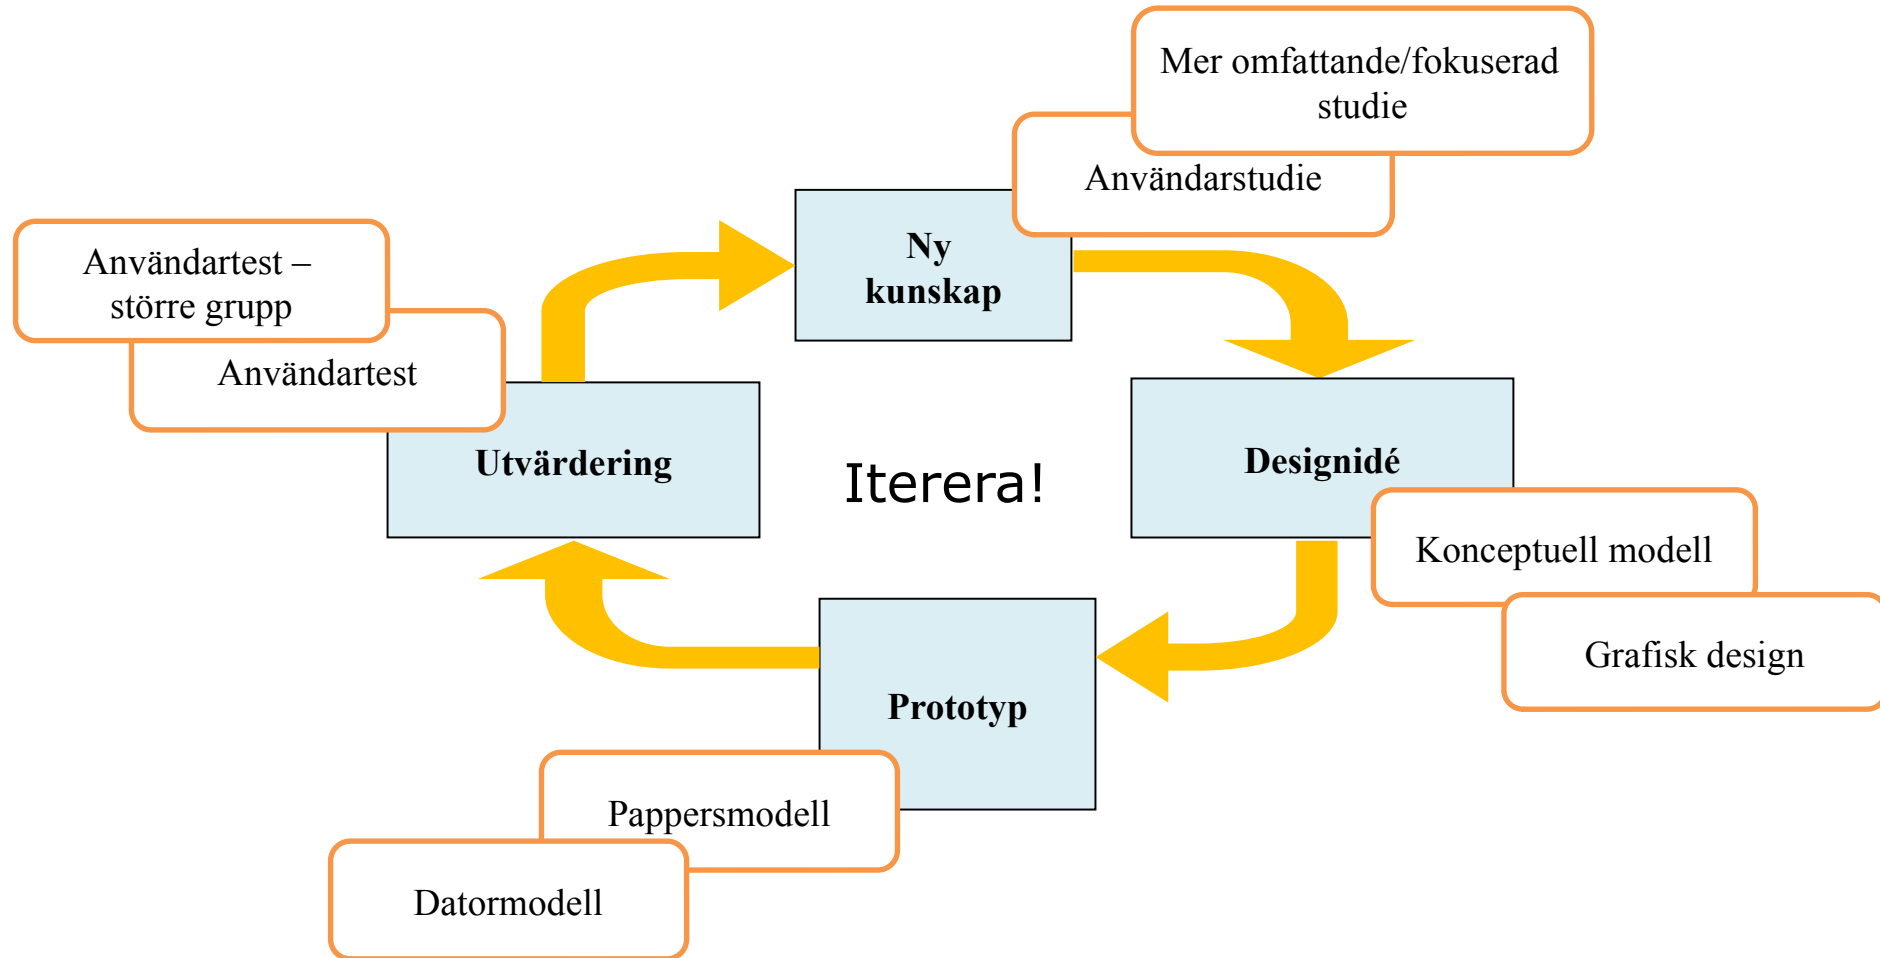 Mer omfattande/fokuserad
studie
Användarstudie
Ny
kunskap
Användartest –
större grupp
Användartest
Utvärdering
Iterera!
Designidé
Konceptuell modell
Grafisk design
Prototyp
Pappersmodell
Datormodell